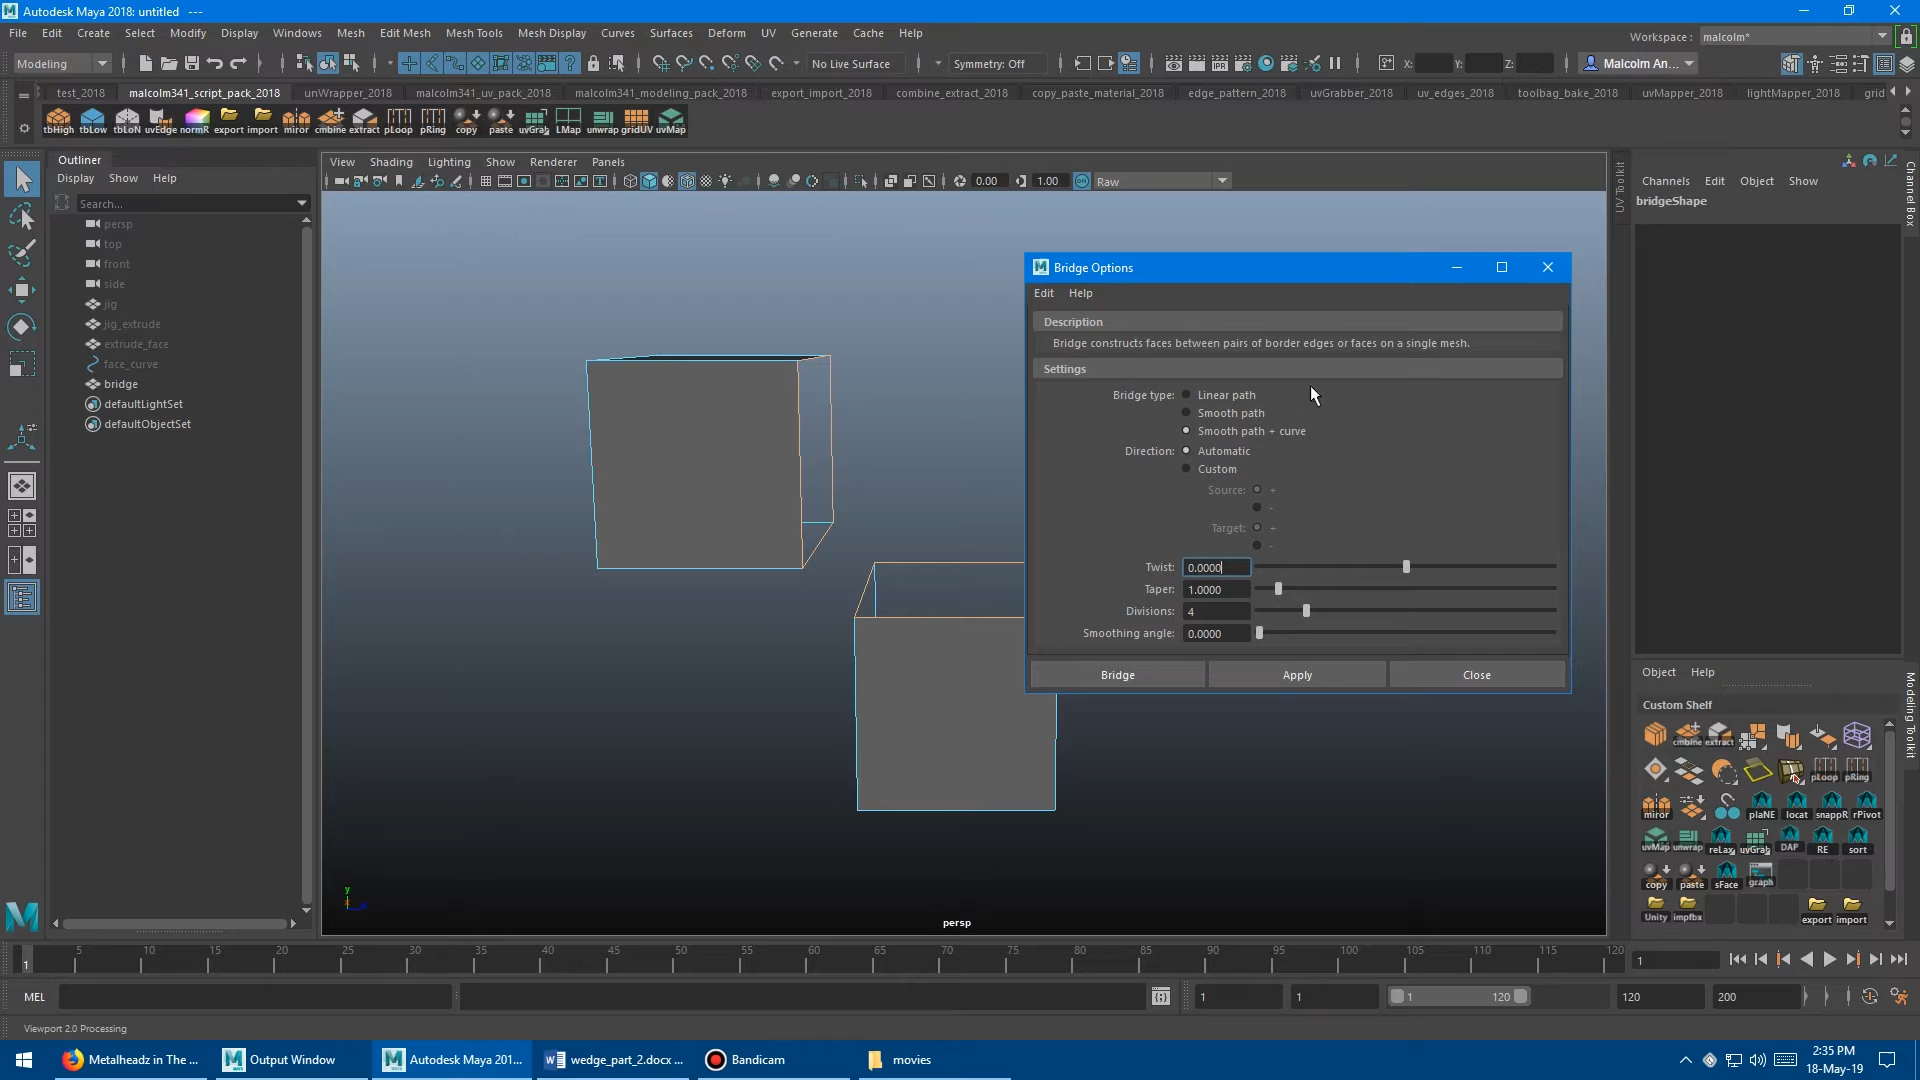 Autodesk Maya 2018: untitled   ---
File Edit Create Select Modify Display Windows Mesh Edit Mesh Mesh Tools Mesh Display Curves Surfaces Deform UV Generate Cache Help
Workspace : malcolm*
Modeling No Live Surface Symmetry: Off X: Y: Z: Malcolm An...
test_2018 malcolm341_script_pack_2018 unWrapper_2018 malcolm341_uv_pack_2018 malcolm341_modeling_pack_2018 export_import_2018 combine_extract_2018 copy_paste_material_2018 edge_pattern_2018 uvGrabber_2018 uv_edges_2018 toolbag_bake_2018 uvMapper_2018 lightMapper_2018 grid
tbHigh tbLow tbLoN uvEdge normR export import miror cmbine extract pLoop pRing copy paste uvGrab LMap unwrap gridUV uvMap
Outliner
Display Show Help
Search...
persp
top
front
side
jig
jig_extrude
extrude_face
face_curve
bridge
defaultLightSet
defaultObjectSet
View Shading Lighting Show Renderer Panels
0.00 1.00 Raw
persp
y
Bridge Options
Edit Help
Description
Bridge constructs faces between pairs of border edges or faces on a single mesh.
Settings
Bridge type: Linear path
Smooth path
Smooth path + curve
Direction: Automatic
Custom
Source: +
-
Target: +
-
Twist: 0.0000
Taper: 1.0000
Divisions: 4
Smoothing angle: 0.0000
Bridge Apply Close
UV Toolkit
Channels Edit Object Show
bridgeShape
Channel Box
Object Help
Custom Shelf
Modeling Toolkit
cmbine extract
pLoop pRing
miror plaNE locat snappR rPivot
uvMap unwrap reLax uvGrab DAP RE sort
copy paste sFace graph
Unity impfbx export import
1 5 10 15 20 25 30 35 40 45 50 55 60 65 70 75 80 85 90 95 100 105 110 115 120 1
MEL 1 1 1 120 120 200
Viewport 2.0 Processing
Metalheadz in The ... Output Window Autodesk Maya 201... wedge_part_2.docx ... Bandicam movies
2:35 PM
18-May-19